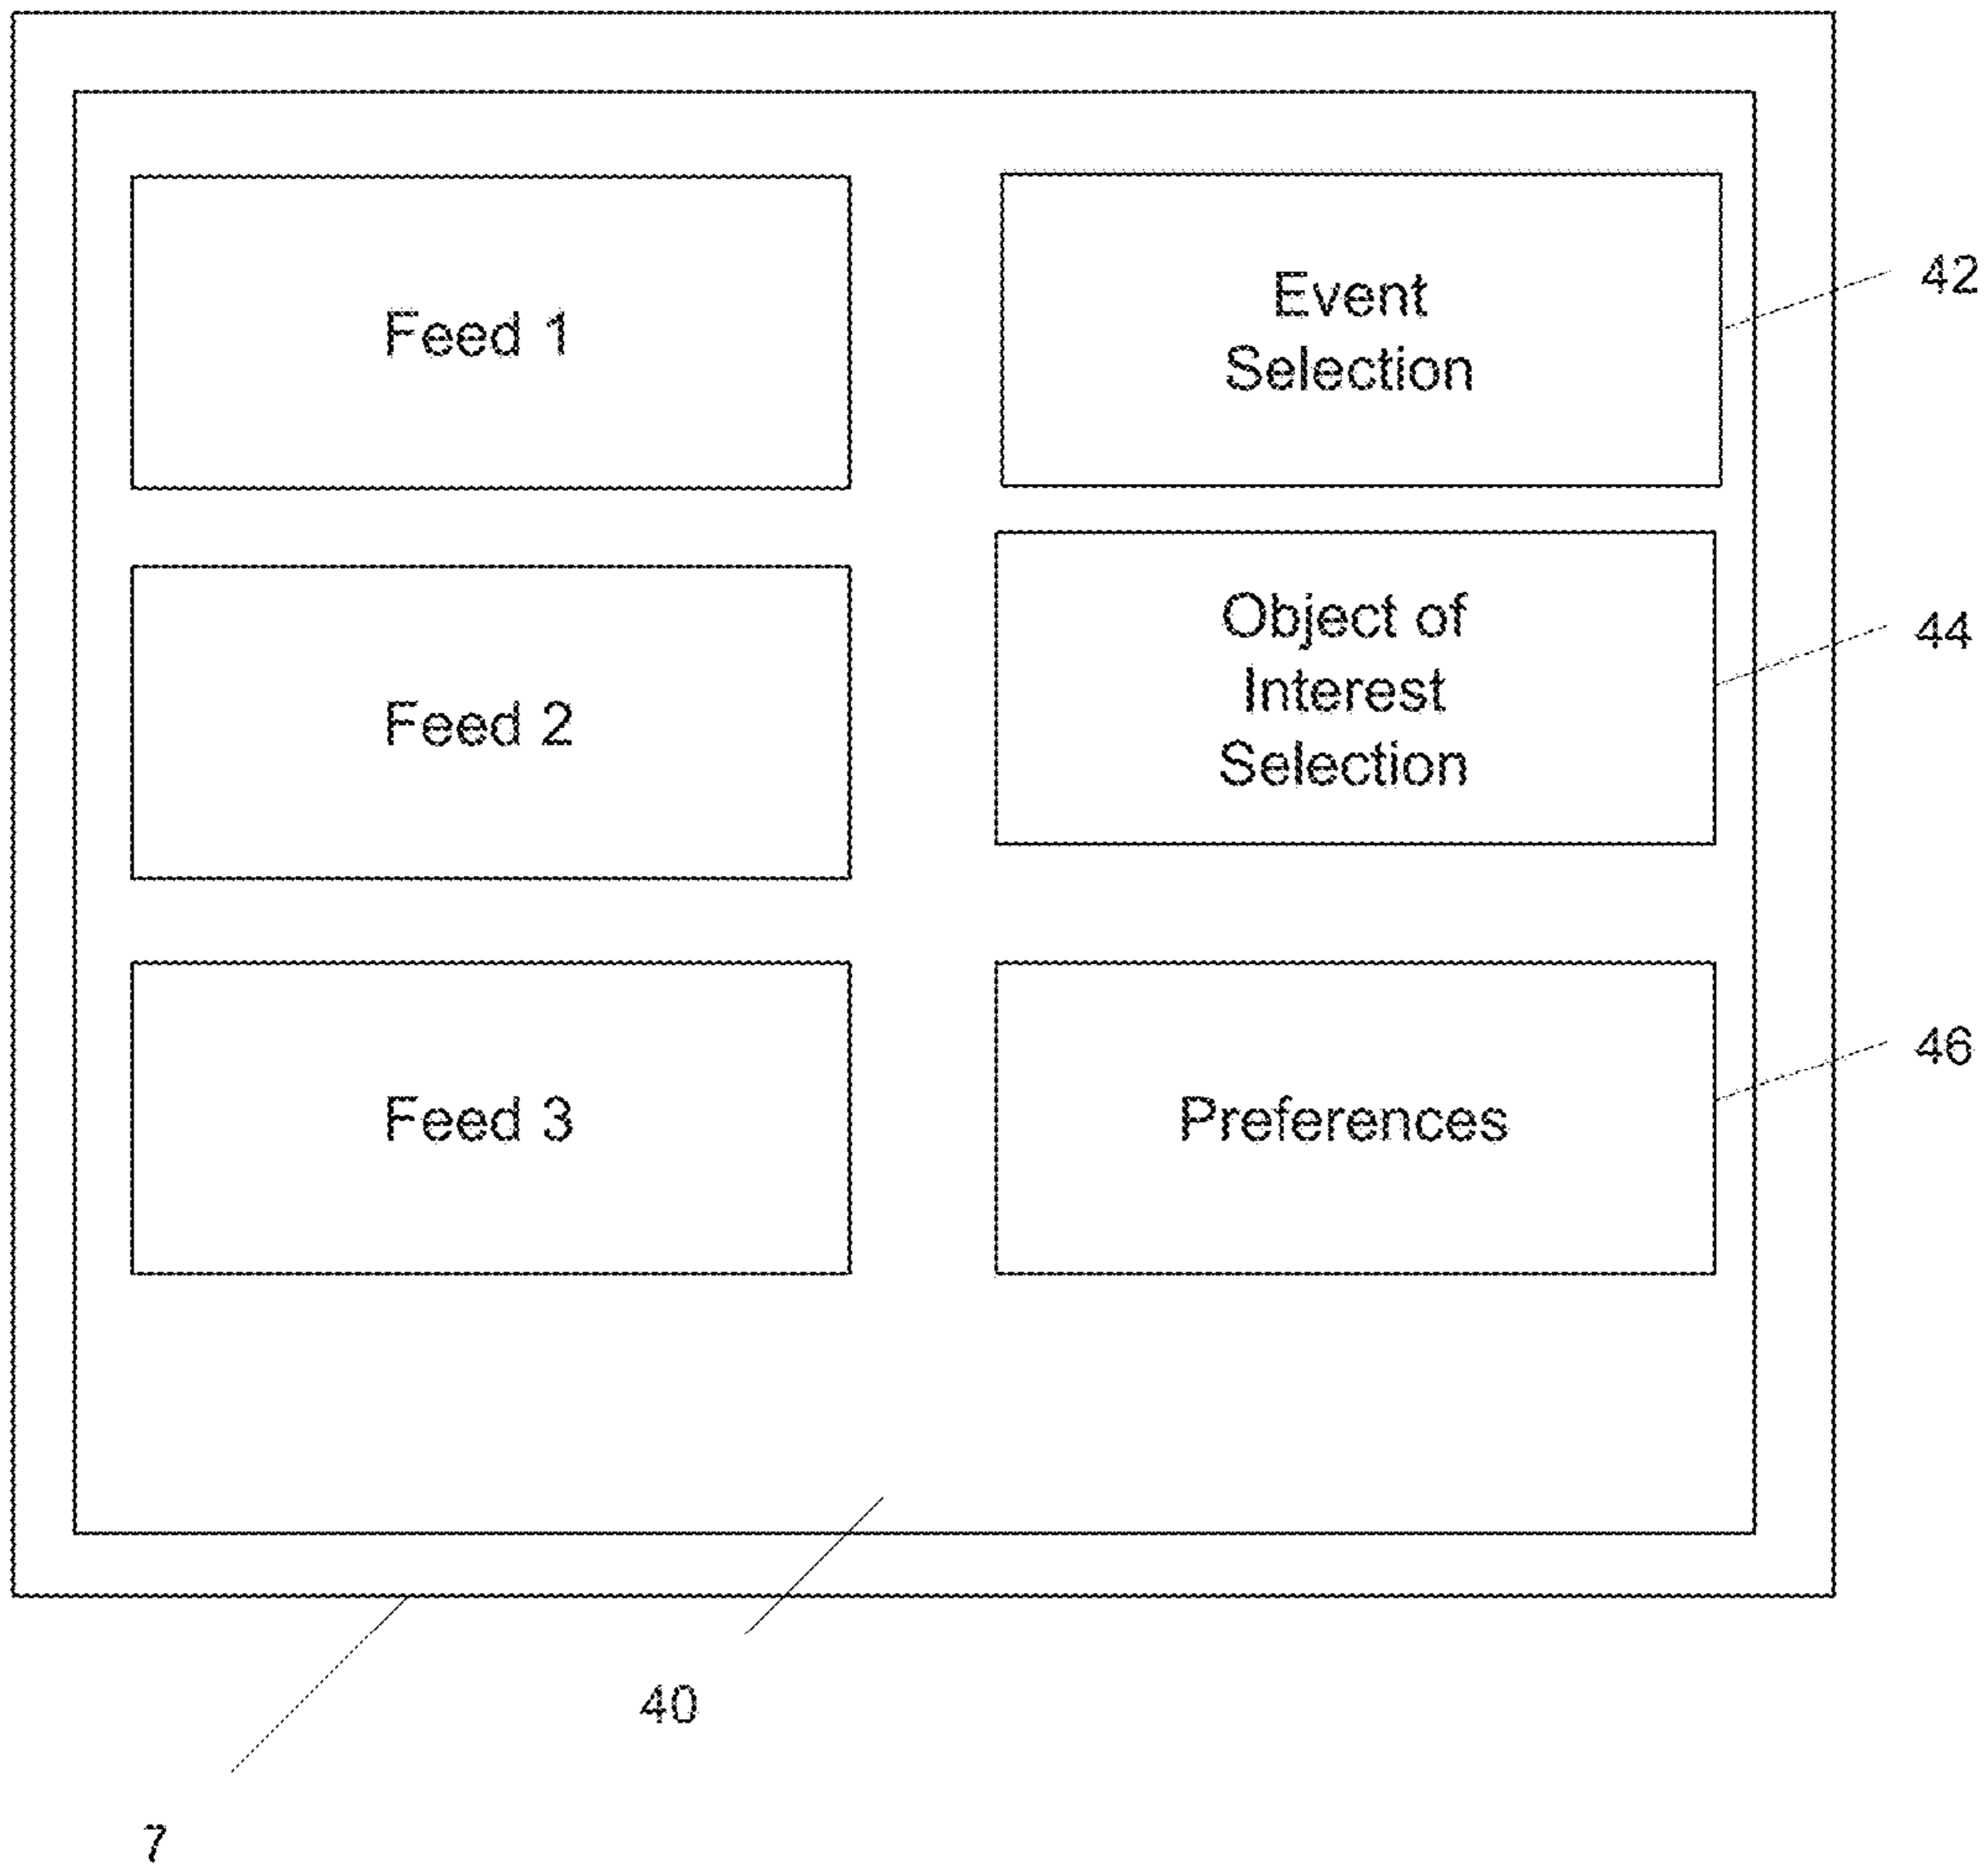 Feed 1
Event
Selection
42
Feed 2
Object of
Interest
Selection
44
Feed 3
Preferences
46
40
7